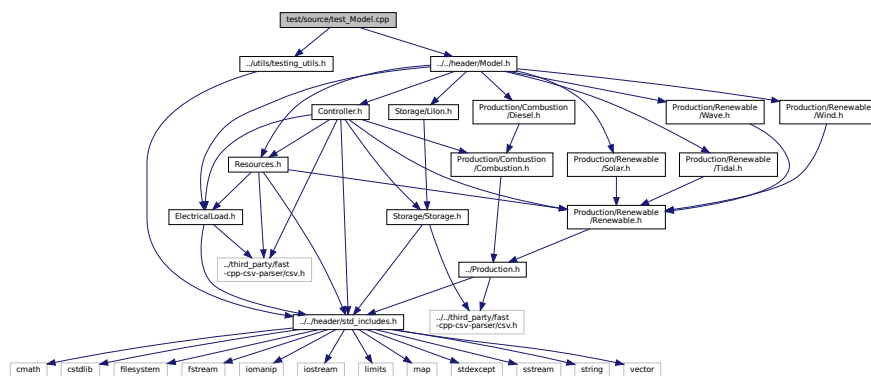 test/source/test_Model.cpp
../utils/testing_utils.h
../../header/Model.h
Controller.h
Storage/LiIon.h
Production/Combustion
/Diesel.h
Production/Renewable
/Wave.h
Production/Renewable
/Wind.h
Resources.h
Production/Combustion
/Combustion.h
Production/Renewable
/Solar.h
Production/Renewable
/Tidal.h
ElectricalLoad.h
Storage/Storage.h
Production/Renewable
/Renewable.h
../third_party/fast
-cpp-csv-parser/csv.h
../Production.h
../../header/std_includes.h
../../third_party/fast
-cpp-csv-parser/csv.h
cmath
cstdlib
filesystem
fstream
iomanip
iostream
limits
map
stdexcept
sstream
string
vector